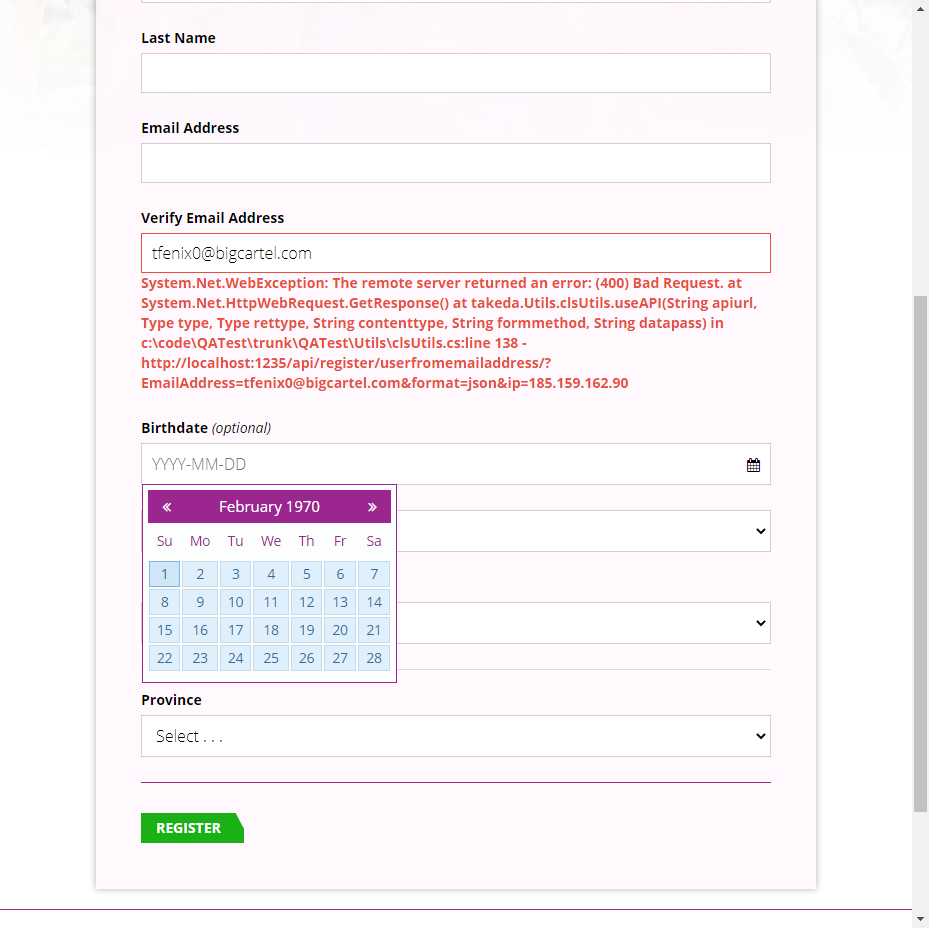 Last Name
Email Address
Verify Email Address
tfenix0@bigcartel.com
System.Net.WebException: The remote server returned an error: (400) Bad Request. at
System.Net.HttpWebRequest.GetResponse() at takeda.Utils.clsUtils.useAPI(String apiurl,
Type type, Type rettype, String contenttype, String formmethod, String datapass) in
c:\code\QATest\trunk\QATest\Utils\clsUtils.cs:line 138 -
http://localhost:1235/api/register/userfromemailaddress/?
EmailAddress=tfenix0@bigcartel.com&format=json&ip=185.159.162.90
Birthdate (optional)
YYYY-MM-DD
« February 1970 »
Su Mo Tu We Th Fr Sa
1 2 3 4 5 6 7
8 9 10 11 12 13 14
15 16 17 18 19 20 21
22 23 24 25 26 27 28
Province
Select . . .
REGISTER